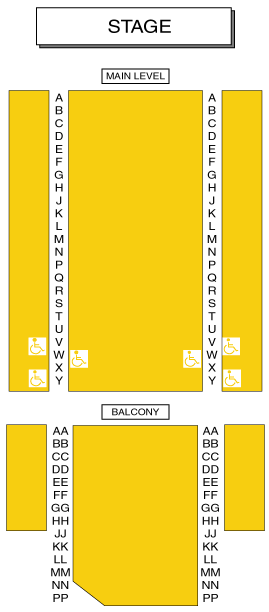 STAGE
MAIN LEVEL
A A
B B
C C
D D
E E
F F
G G
H H
J J
K K
L L
M M
N N
P P
Q Q
R R
S S
T T
U U
V V
W W
X X
Y Y
BALCONY
AA AA
BB BB
CC CC
DD DD
EE EE
FF FF
GG GG
HH HH
JJ JJ
KK KK
LL LL
MM MM
NN NN
PP PP